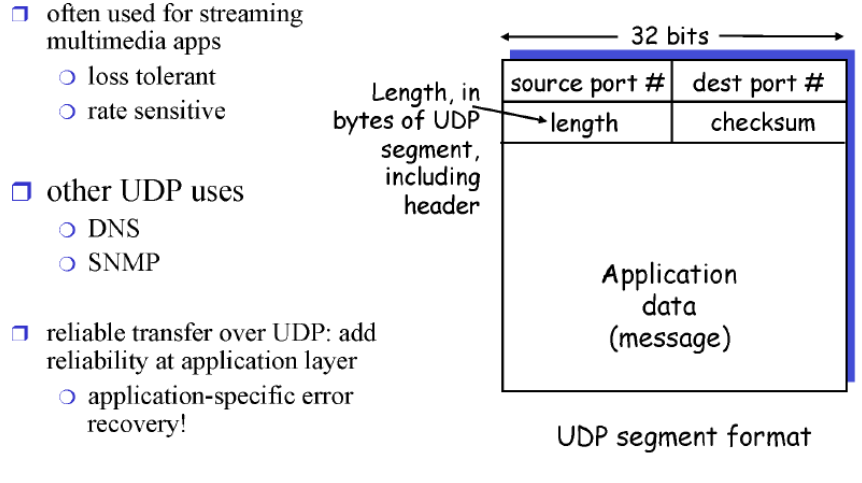 often used for streaming
multimedia apps
loss tolerant
rate sensitive
other UDP uses
DNS
SNMP
reliable transfer over UDP: add
reliability at application layer
application-specific error
recovery!
32 bits
source port # dest port #
length checksum
Length, in
bytes of UDP
segment,
including
header
Application
data
(message)
UDP segment format